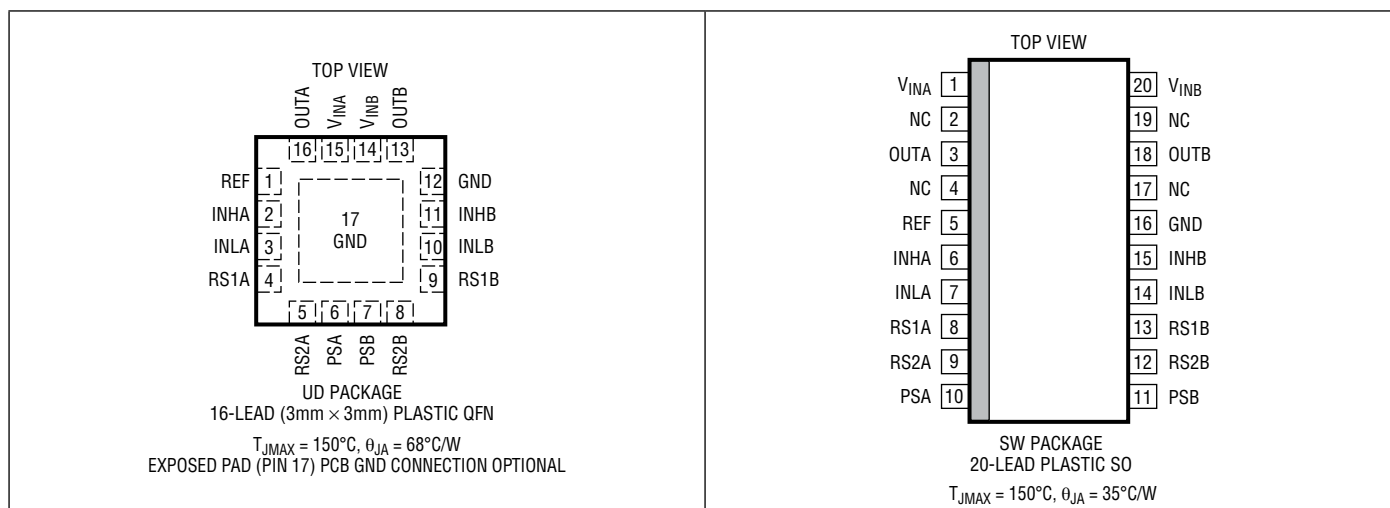 TOP VIEW
OUTA VINA VINB OUTB
16 15 14 13
REF 1 12 GND
INHA 2 11 INHB
17
GND
INLA 3 10 INLB
RS1A 4 9 RS1B
5 6 7 8
RS2A PSA PSB RS2B
UD PACKAGE
16-LEAD (3mm × 3mm) PLASTIC QFN
TJMAX = 150°C, θJA = 68°C/W
EXPOSED PAD (PIN 17) PCB GND CONNECTION OPTIONAL
TOP VIEW
VINA 1 20 VINB
NC 2 19 NC
OUTA 3 18 OUTB
NC 4 17 NC
REF 5 16 GND
INHA 6 15 INHB
INLA 7 14 INLB
RS1A 8 13 RS1B
RS2A 9 12 RS2B
PSA 10 11 PSB
SW PACKAGE
20-LEAD PLASTIC SO
TJMAX = 150°C, θJA = 35°C/W